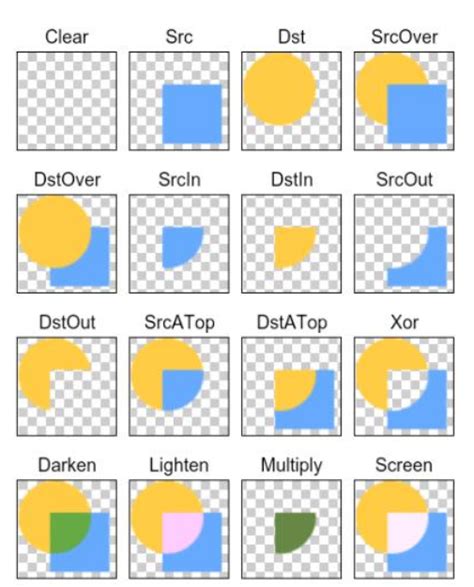 Clear Src Dst SrcOver
DstOver SrcIn DstIn SrcOut
DstOut SrcATop DstATop Xor
Darken Lighten Multiply Screen